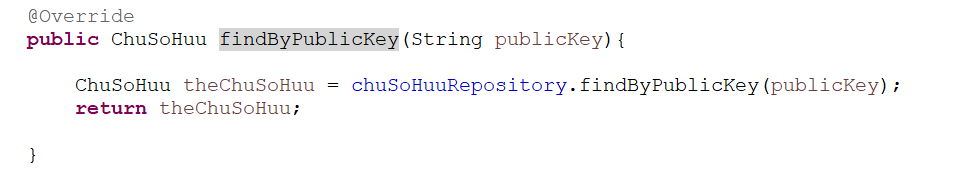 @Override
public ChuSoHuu findByPublicKey(String publicKey){
ChuSoHuu theChuSoHuu = chuSoHuuRepository.findByPublicKey(publicKey);
return theChuSoHuu;
}